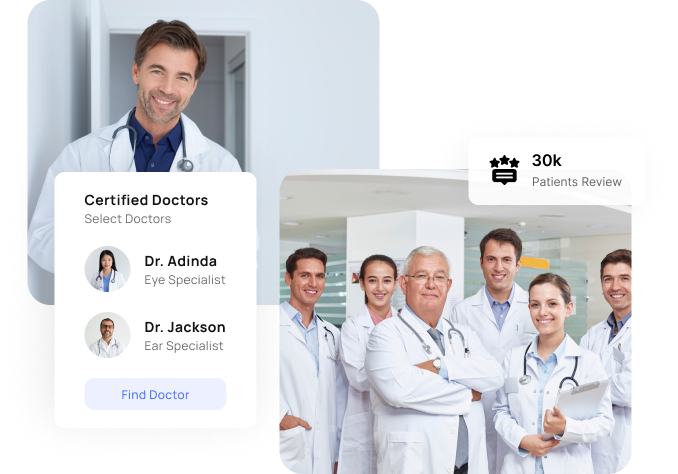 30k
Patients Review
Certified Doctors
Select Doctors
Dr. Adinda
Eye Specialist
Dr. Jackson
Ear Specialist
Find Doctor